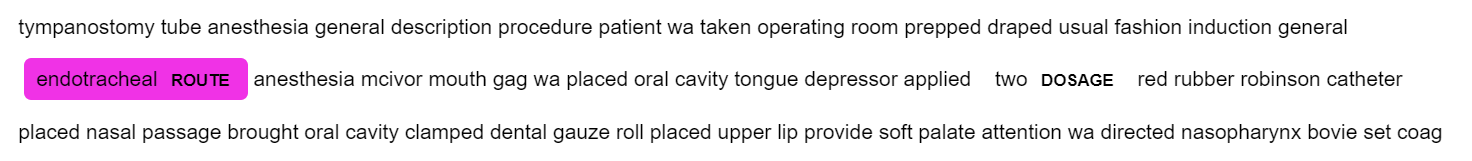 tympanostomy tube anesthesia general description procedure patient wa taken operating room prepped draped usual fashion induction general
endotracheal ROUTE anesthesia mcivor mouth gag wa placed oral cavity tongue depressor applied two DOSAGE red rubber robinson catheter
placed nasal passage brought oral cavity clamped dental gauze roll placed upper lip provide soft palate attention wa directed nasopharynx bovie set coag